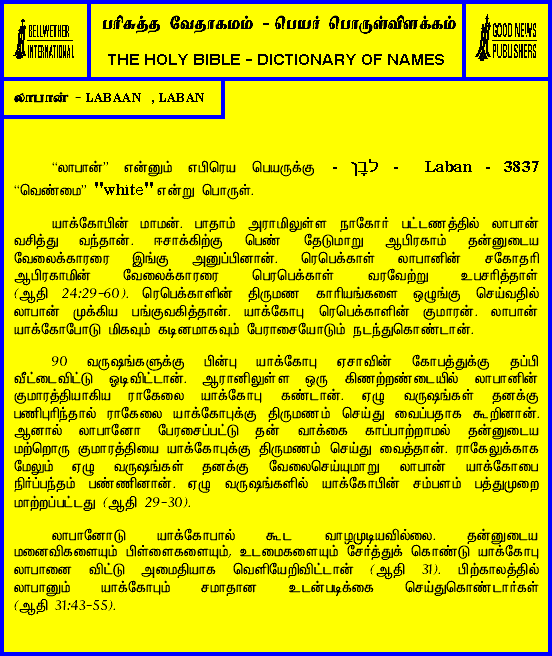 BELLWETHER
INTERNATIONAL
பரிசுத்த வேதாகமம் - பெயர் பொருள்விளக்கம்
THE HOLY BIBLE - DICTIONARY OF NAMES
GOOD NEWS
PUBLISHERS
லாபான் - LABAAN , LABAN
“லாபான்” என்னும் எபிரெய பெயருக்கு - לבָן - Laban - 3837
“வெண்மை” "white" என்று பொருள்.
யாக்கோபின் மாமன். பாதாம் அராமிலுள்ள நாகோர் பட்டணத்தில் லாபான்
வசித்து வந்தான். ஈசாக்கிற்கு பெண் தேடுமாறு ஆபிரகாம் தன்னுடைய
வேலைக்காரரை இங்கு அனுப்பினான். ரெபெக்காள் லாபானின் சகோதரி
ஆபிரகாமின் வேலைக்காரரை பெரபெக்காள் வரவேற்று உபசரித்தாள்
(ஆதி 24:29-60). ரெபெக்காளின் திருமண காரியங்களை ஒழுங்கு செய்வதில்
லாபான் முக்கிய பங்குவகித்தான். யாக்கோபு ரெபெக்காளின் குமாரன். லாபான்
யாக்கோபோடு மிகவும் கடினமாகவும் பேராசையோடும் நடந்துகொண்டான்.
90 வருஷங்களுக்கு பின்பு யாக்கோபு ஏசாவின் கோபத்துக்கு தப்பி
வீட்டைவிட்டு ஓடிவிட்டான். ஆரானிலுள்ள ஒரு கிணற்றண்டையில் லாபானின்
குமாரத்தியாகிய ராகேலை யாக்கோபு கண்டான். ஏழு வருஷங்கள் தனக்கு
பணிபுரிந்தால் ராகேலை யாக்கோபுக்கு திருமணம் செய்து வைப்பதாக கூறினான்.
ஆனால் லாபானோ பேரசைப்பட்டு தன் வாக்கை காப்பாற்றாமல் தன்னுடைய
மற்றொரு குமாரத்தியை யாக்கோபுக்கு திருமணம் செய்து வைத்தான். ராகேலுக்காக
மேலும் ஏழு வருஷங்கள் தனக்கு வேலைசெய்யுமாறு லாபான் யாக்கோபை
நிர்ப்பந்தம் பண்ணினான். ஏழு வருஷங்களில் யாக்கோபின் சம்பளம் பத்துமுறை
மாற்றப்பட்டது (ஆதி 29-30).
லாபானோடு யாக்கோபால் கூட வாழமுடியவில்லை. தன்னுடைய
மனைவிகளையும் பிள்ளைகளையும், உடமைகளையும் சேர்த்துக் கொண்டு யாக்கோபு
லாபானை விட்டு அமைதியாக வெளியேறிவிட்டான் (ஆதி 31). பிற்காலத்தில்
லாபானும் யாக்கோபும் சமாதான உடன்படிக்கை செய்துகொண்டார்கள்
(ஆதி 31:43-55).